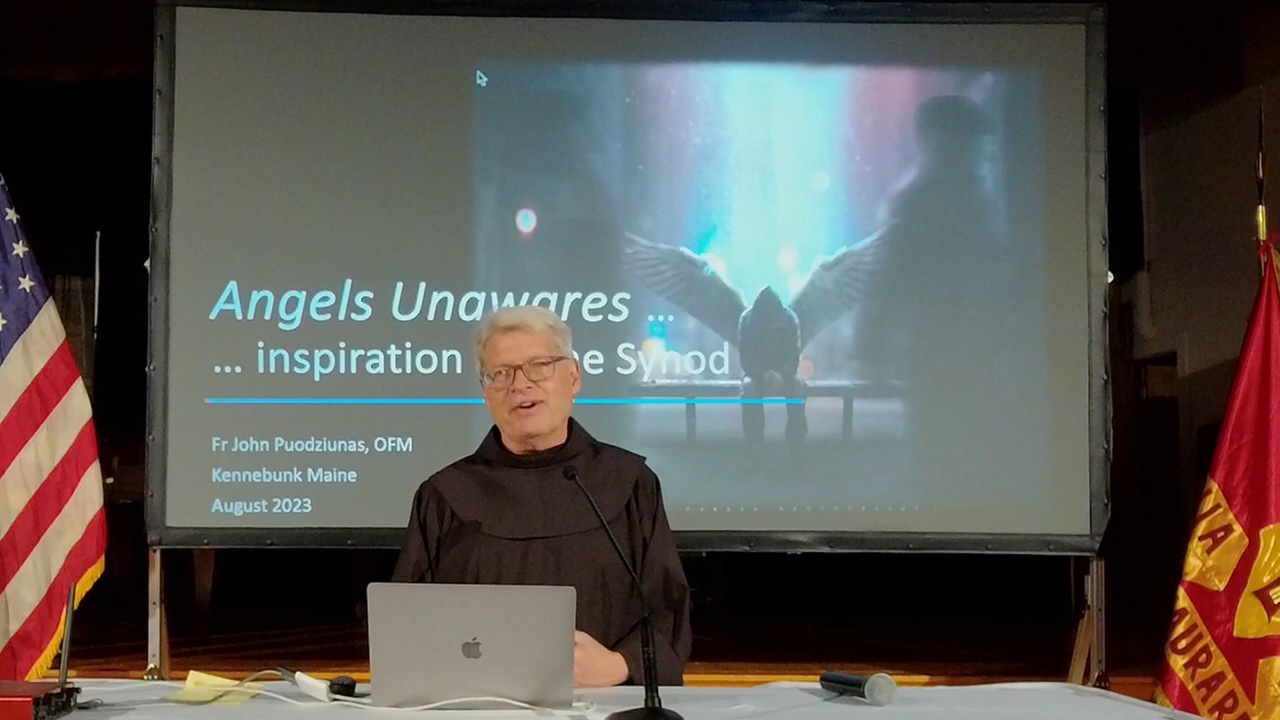 Angels Unawares ...
... inspiration Synod
Fr John Puodziunas, OFM
Kennebunk Maine
August 2023